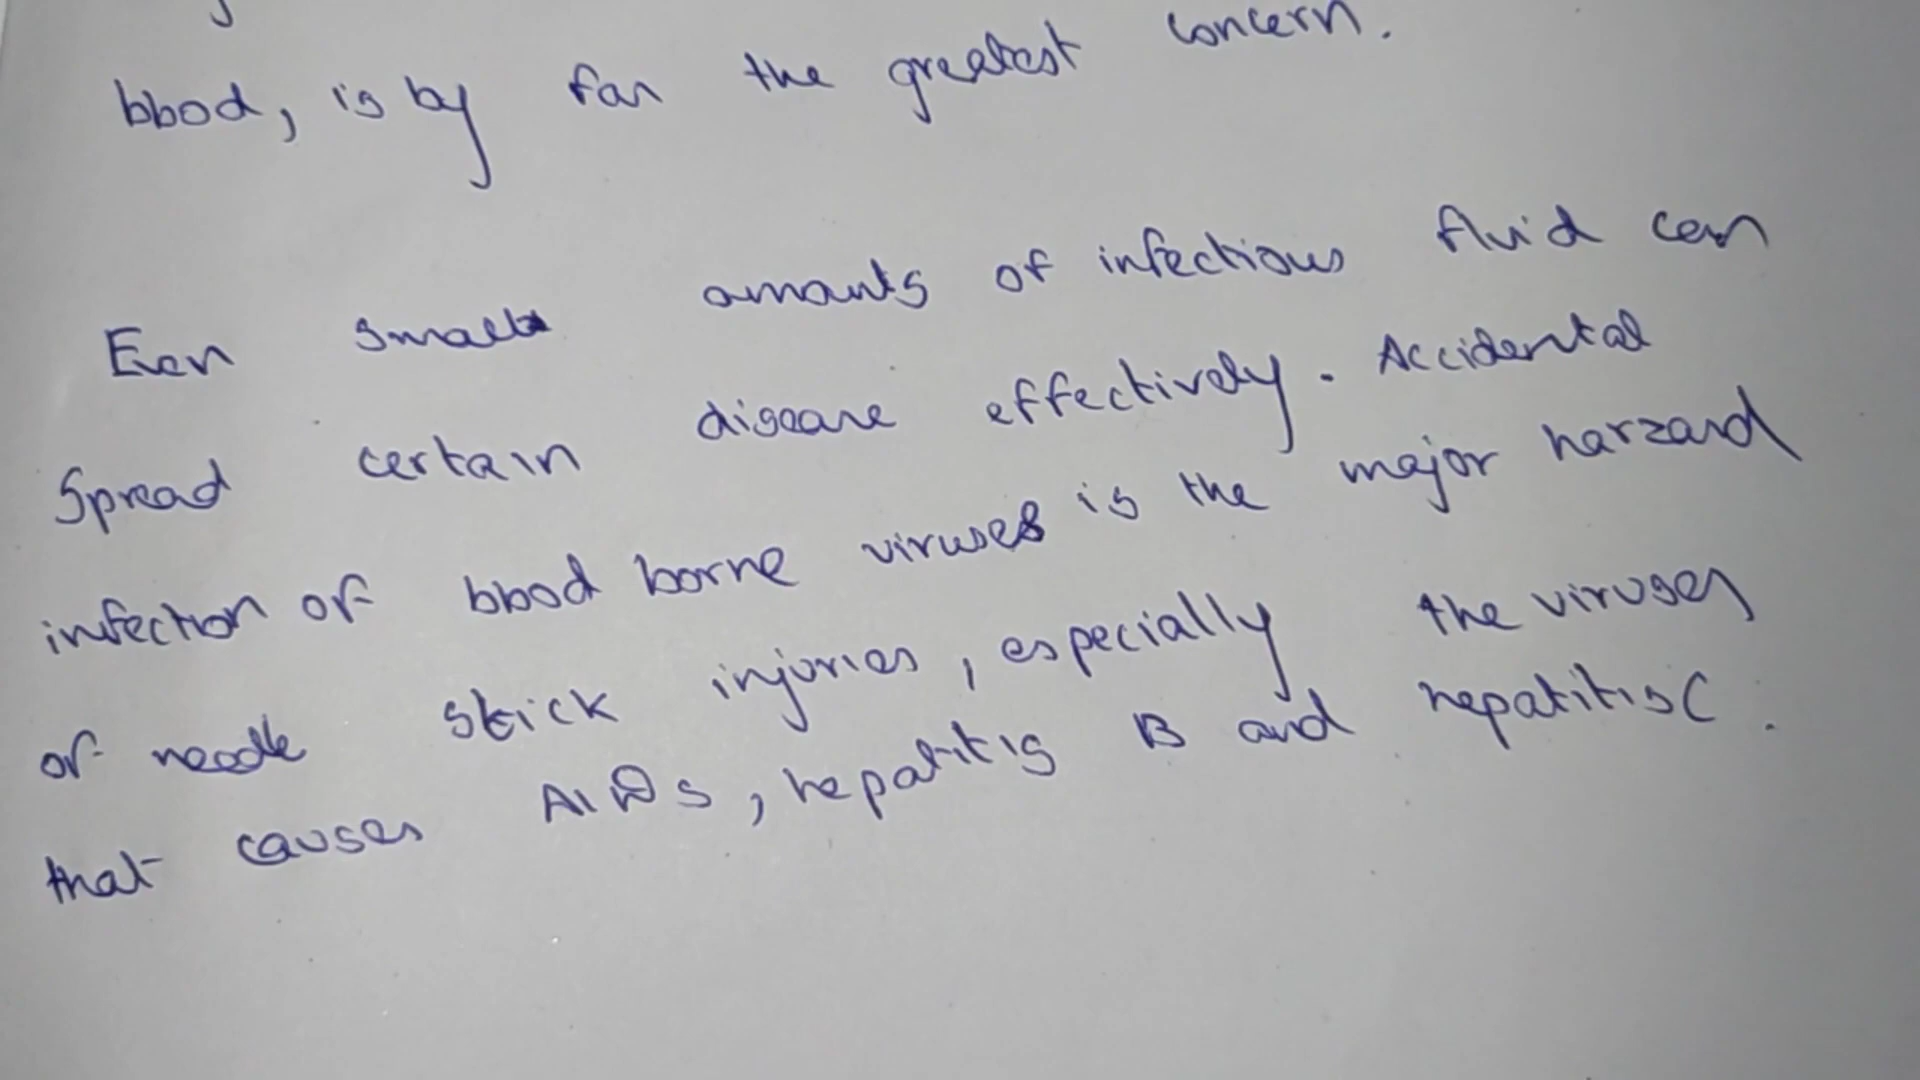 blood, is by far the greatest concern.
Even small amounts of infectious fluid can
Spread certain disease effectively. Accidental
infection of blood borne viruses is the major harzard
of needle stick injuries, especially the viruses
that causes AIDS, hepatitis B and hepatitis C.